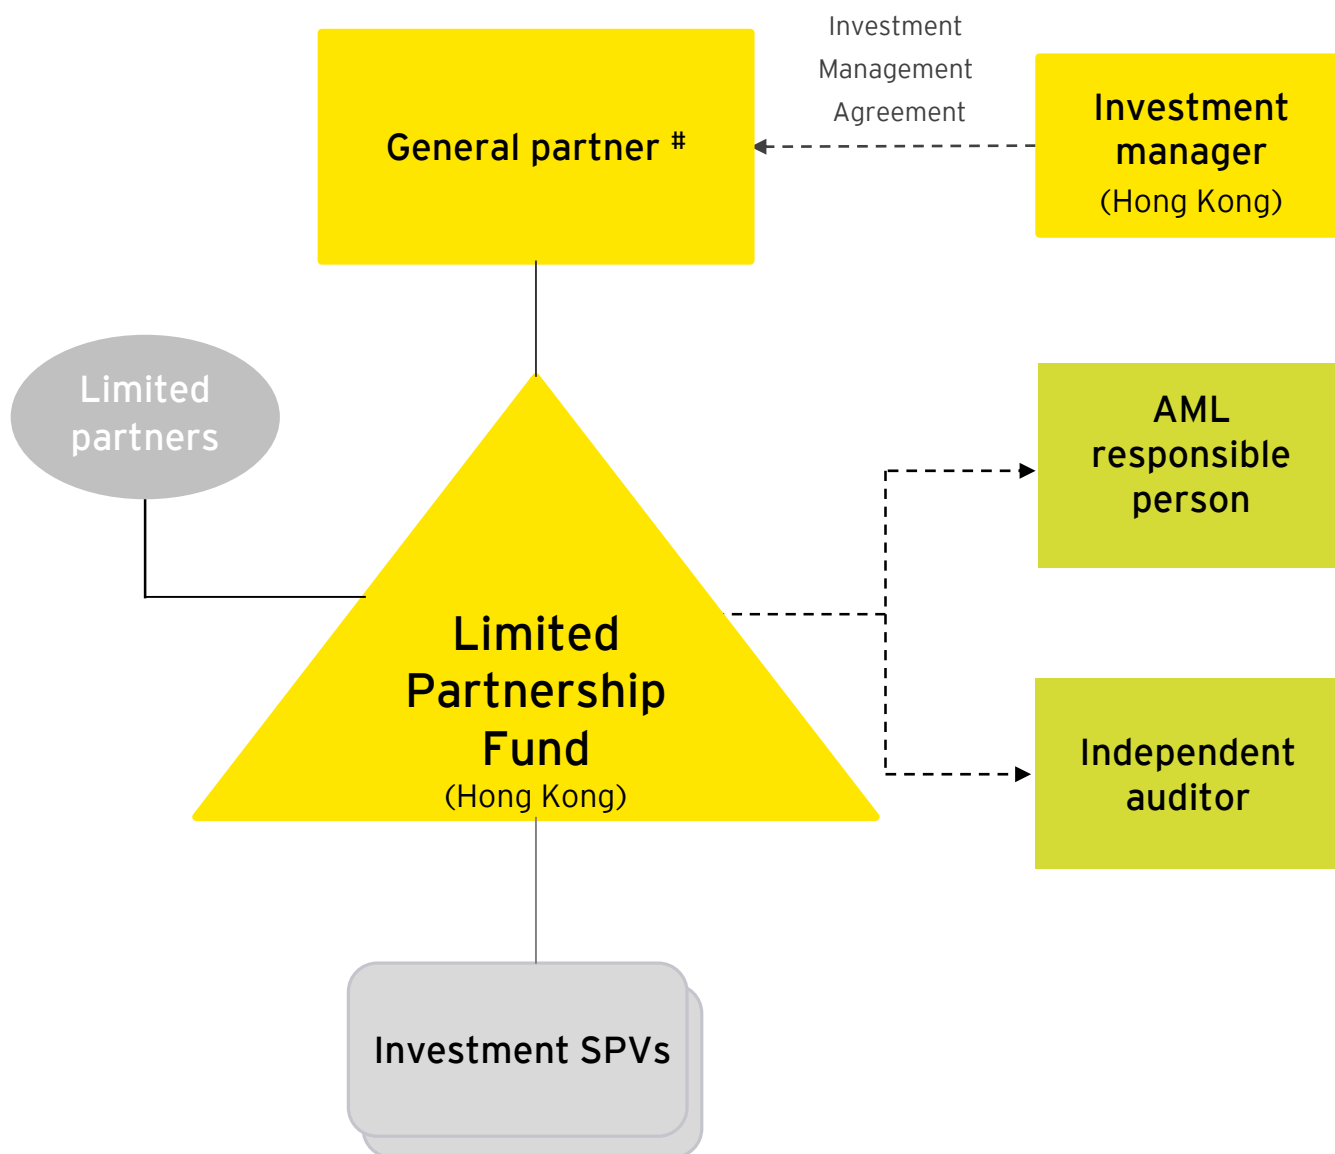 Investment
Management
Agreement
General partner #
Investment
manager
(Hong Kong)
Limited
partners
AML
responsible
person
Limited
Partnership
Fund
(Hong Kong)
Independent
auditor
Investment SPVs